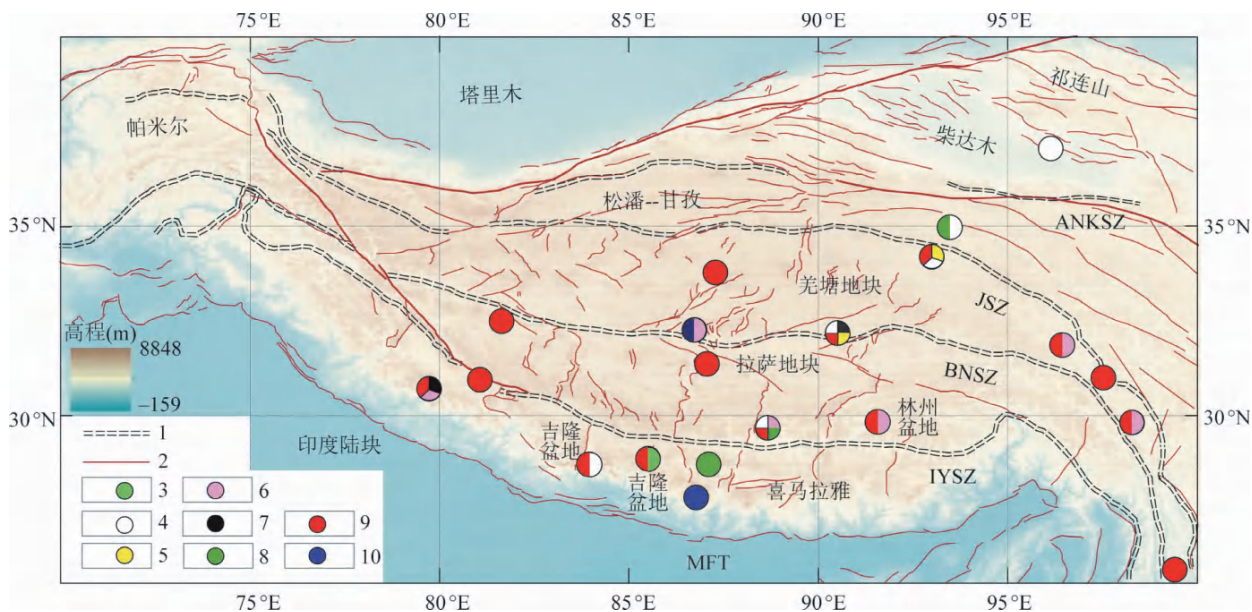 75°E 80°E 85°E 90°E 95°E
祁连山
塔里木
柴达木
帕米尔
松潘--甘孜
35°N 35°N
ANKSZ
羌塘地块
JSZ
高程(m)
8848
拉萨地块
BNSZ
−159
30°N 30°N
林州
盆地
1
吉隆
盆地
印度陆块
2
IYSZ
吉隆
盆地
喜马拉雅
3 6
4 7 9
5 8 10
MFT
75°E 80°E 85°E 90°E 95°E